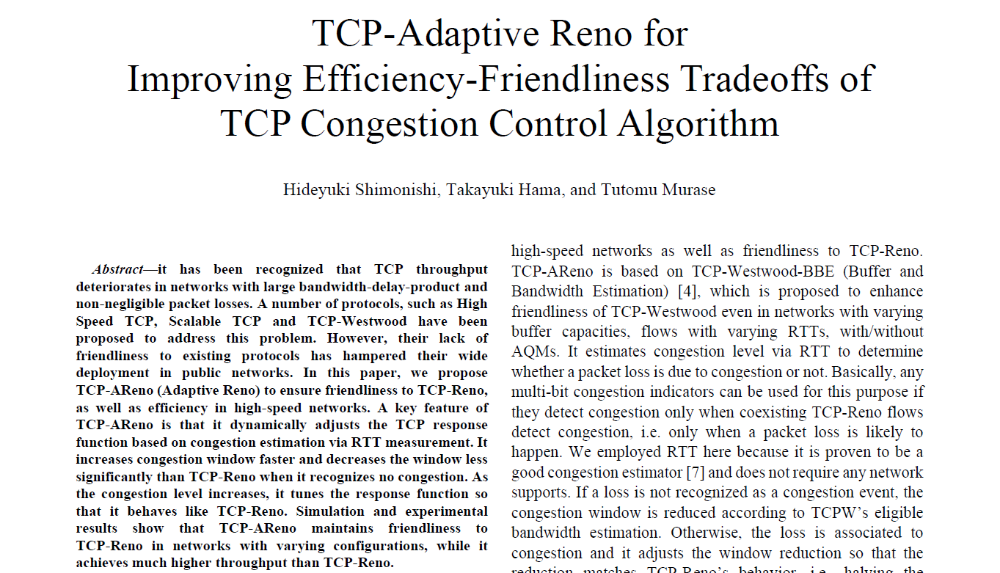 TCP-Adaptive Reno for
Improving Efficiency-Friendliness Tradeoffs of
TCP Congestion Control Algorithm
Hideyuki Shimonishi, Takayuki Hama, and Tutomu Murase
Abstract—it has been recognized that TCP throughput
deteriorates in networks with large bandwidth-delay-product and
non-negligible packet losses. A number of protocols, such as High
Speed TCP, Scalable TCP and TCP-Westwood have been
proposed to address this problem. However, their lack of
friendliness to existing protocols has hampered their wide
deployment in public networks. In this paper, we propose
TCP-AReno (Adaptive Reno) to ensure friendliness to TCP-Reno,
as well as efficiency in high-speed networks. A key feature of
TCP-AReno is that it dynamically adjusts the TCP response
function based on congestion estimation via RTT measurement. It
increases congestion window faster and decreases the window less
significantly than TCP-Reno when it recognizes no congestion. As
the congestion level increases, it tunes the response function so
that it behaves like TCP-Reno. Simulation and experimental
results show that TCP-AReno maintains friendliness to
TCP-Reno in networks with varying configurations, while it
achieves much higher throughput than TCP-Reno.
high-speed networks as well as friendliness to TCP-Reno.
TCP-AReno is based on TCP-Westwood-BBE (Buffer and
Bandwidth Estimation) [4], which is proposed to enhance
friendliness of TCP-Westwood even in networks with varying
buffer capacities, flows with varying RTTs, with/without
AQMs. It estimates congestion level via RTT to determine
whether a packet loss is due to congestion or not. Basically, any
multi-bit congestion indicators can be used for this purpose if
they detect congestion only when coexisting TCP-Reno flows
detect congestion, i.e. only when a packet loss is likely to
happen. We employed RTT here because it is proven to be a
good congestion estimator [7] and does not require any network
supports. If a loss is not recognized as a congestion event, the
congestion window is reduced according to TCPW's eligible
bandwidth estimation. Otherwise, the loss is associated to
congestion and it adjusts the window reduction so that the
reduction matches TCP-Reno's behavior, i.e., halving the